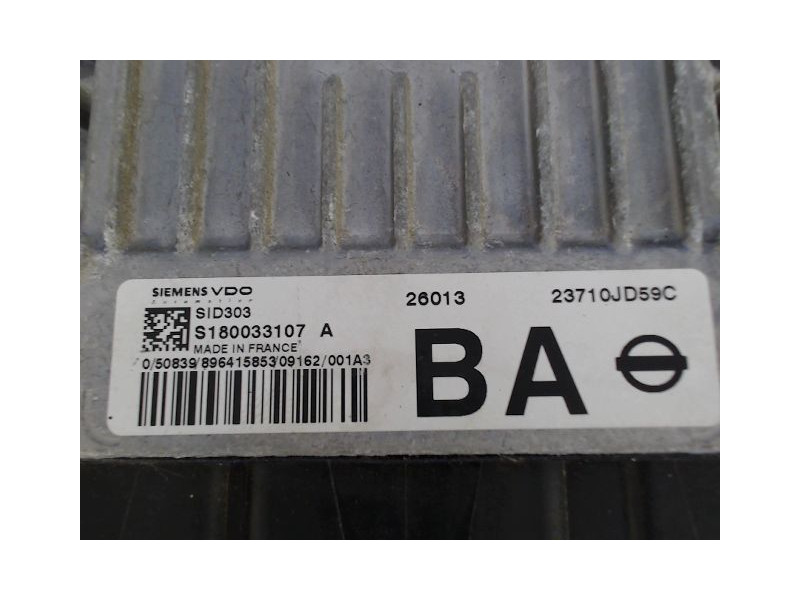 SIEMENS VDO
Automotive
SID303
S180033107 A
MADE IN FRANCE
0/50839/896415853/09162/001A3
26013
23710JD59C
BA